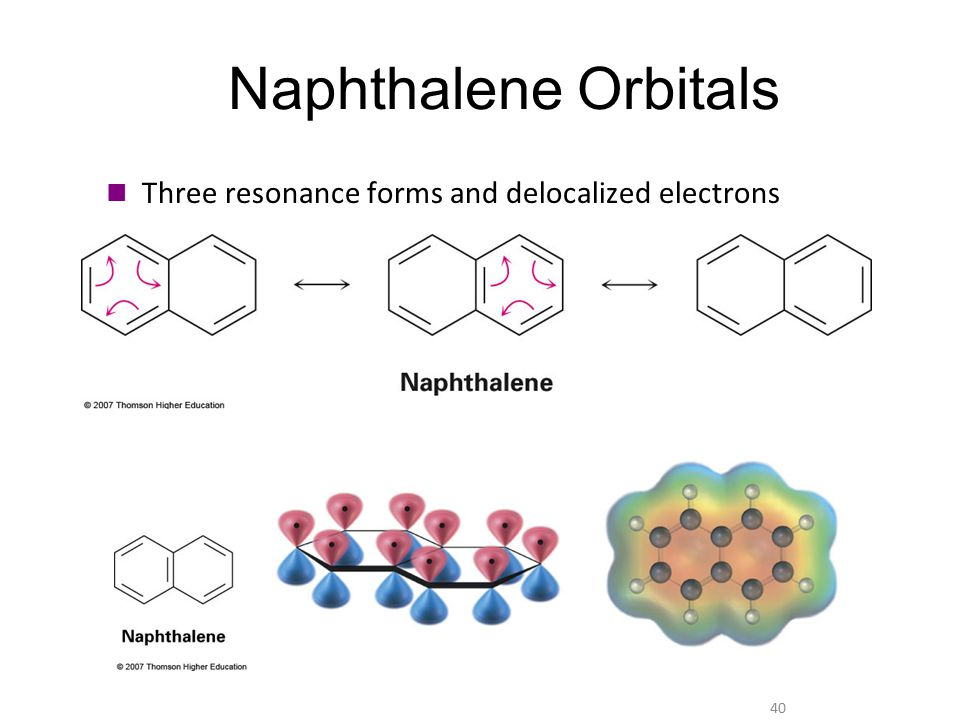 Naphthalene Orbitals
Three resonance forms and delocalized electrons
Naphthalene
© 2007 Thomson Higher Education
Naphthalene
© 2007 Thomson Higher Education
40